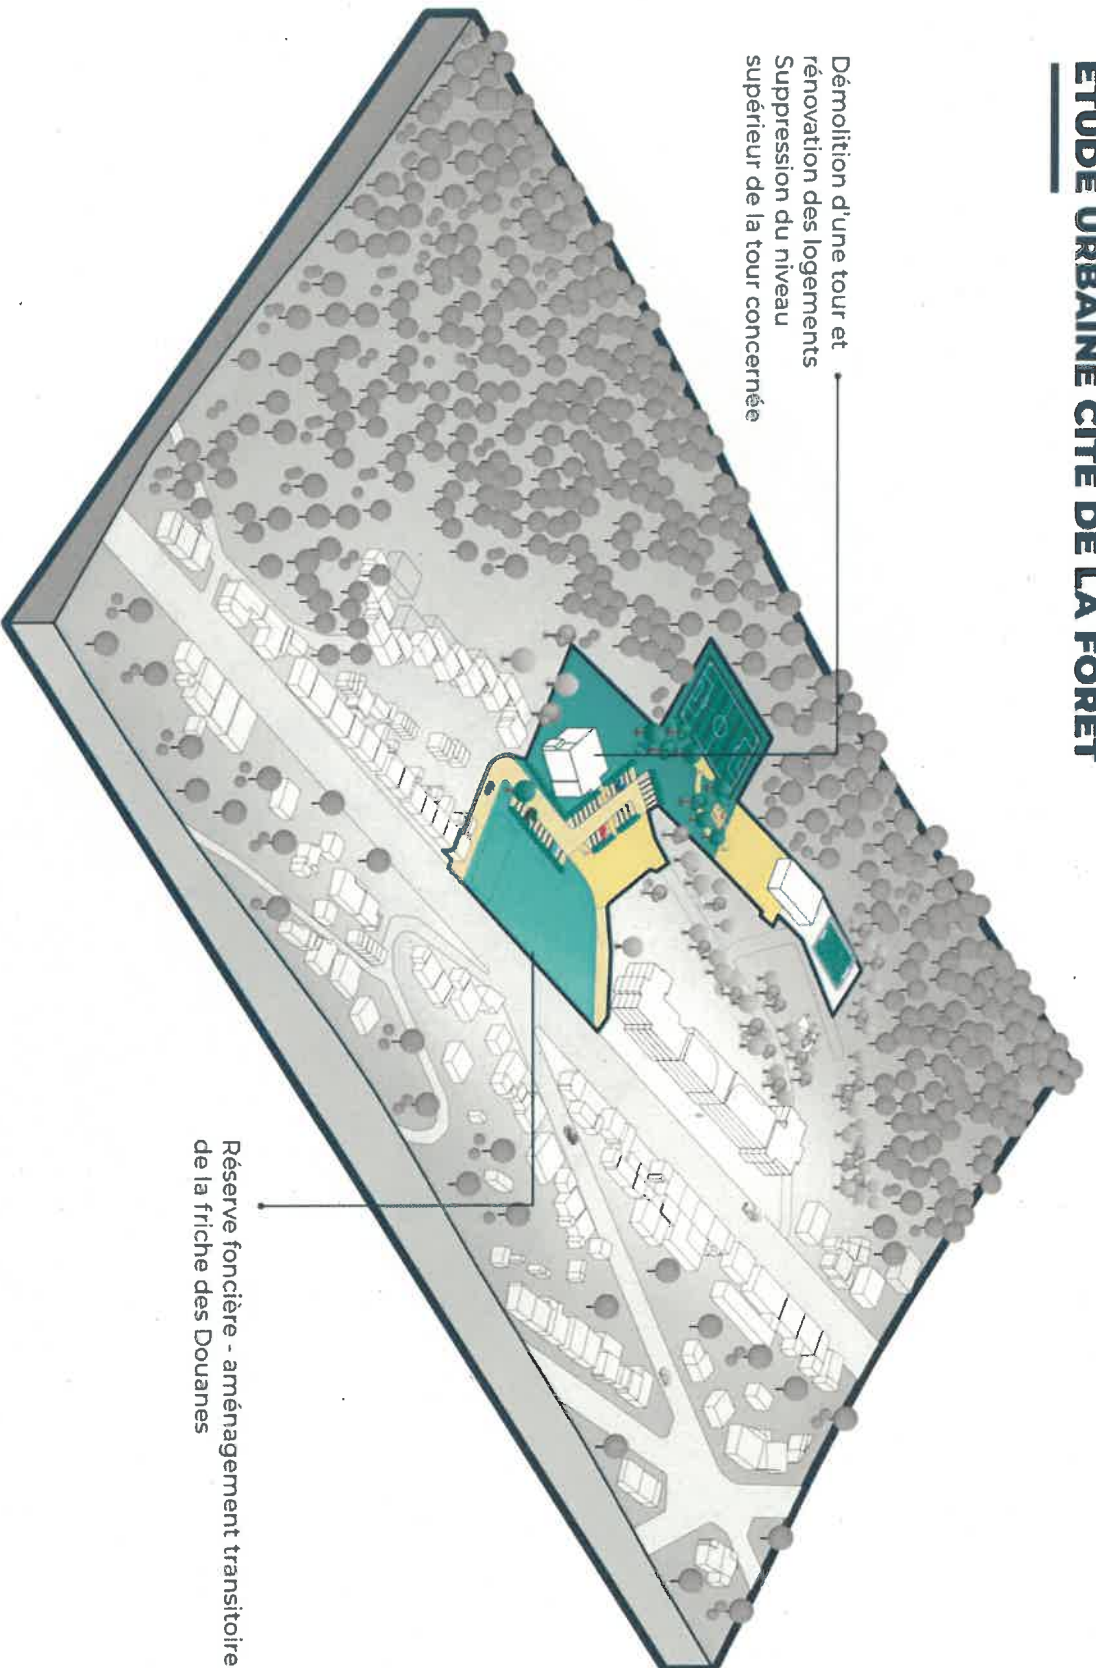 ETUDE URBAINE CITE DE LA FORET
Démolition d'une tour et
rénovation des logements
Suppression du niveau
supérieur de la tour concernée
Réserve foncière - aménagement transitoire
de la friche des Douanes